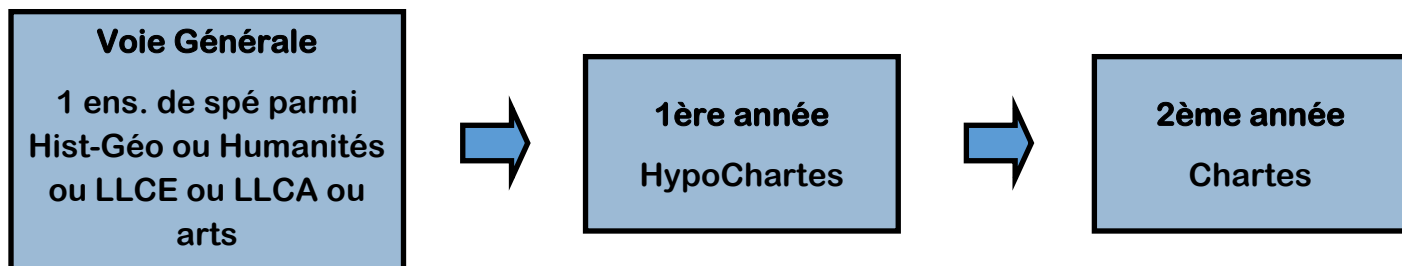 Voie Générale
1 ens. de spé parmi
Hist-Géo ou Humanités
ou LLCE ou LLCA ou
arts
1ère année
HypoChartes
2ème année
Chartes